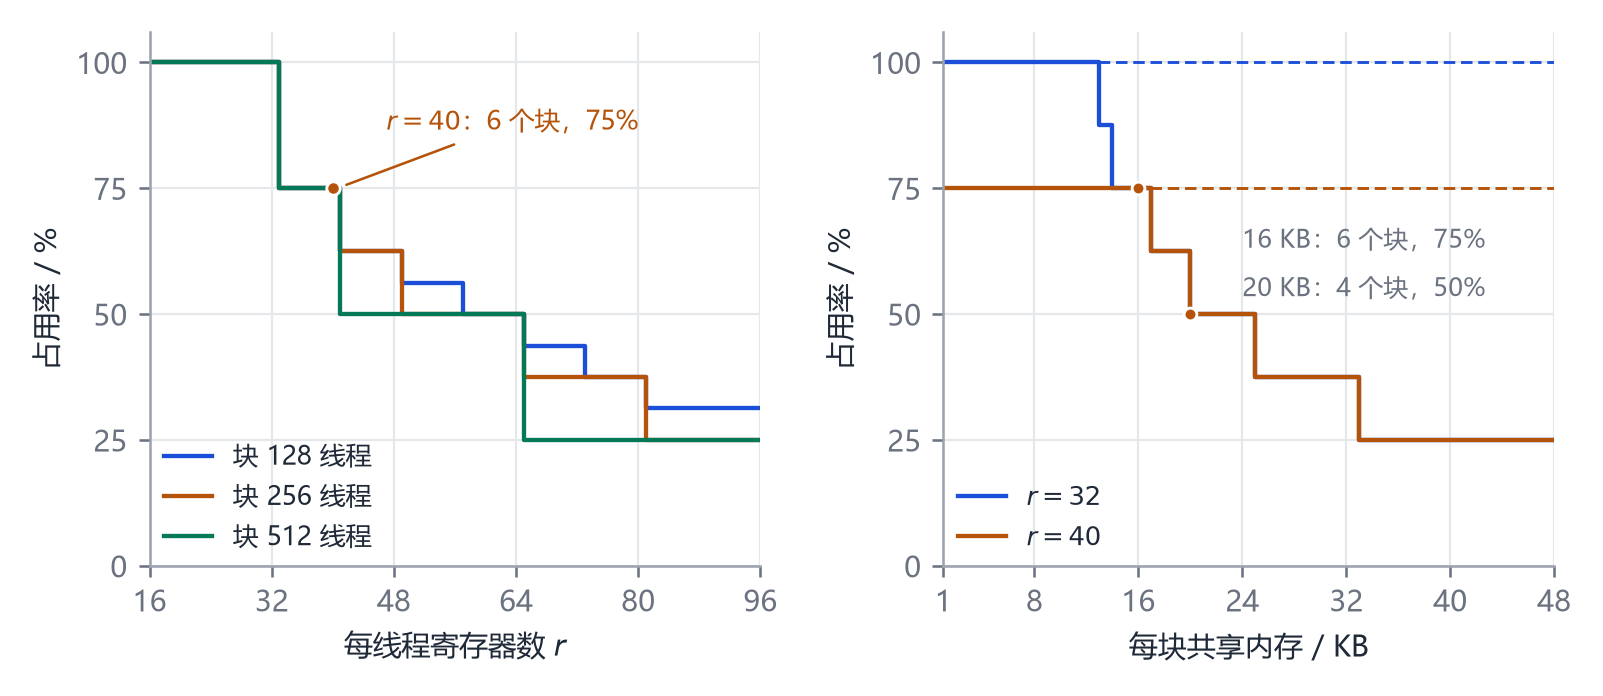 100
75
50
25
0
占用率 / %
r = 40：6 个块，75%
块 128 线程
块 256 线程
块 512 线程
16 32 48 64 80 96
每线程寄存器数 r
100
75
50
25
0
占用率 / %
16 KB：6 个块，75%
20 KB：4 个块，50%
r = 32
r = 40
1 8 16 24 32 40 48
每块共享内存 / KB